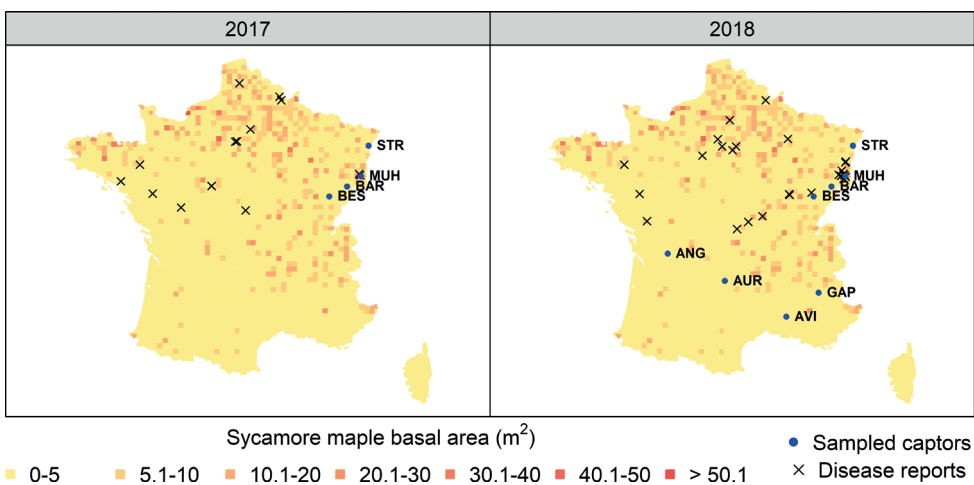 2017
2018
STR
MUH
BAR
BES
STR
MUH
BAR
BES
ANG
AUR
GAP
AVI
Sycamore maple basal area (m²)
0-5 5.1-10 10.1-20 20.1-30 30.1-40 40.1-50 > 50.1
Sampled captors
Disease reports